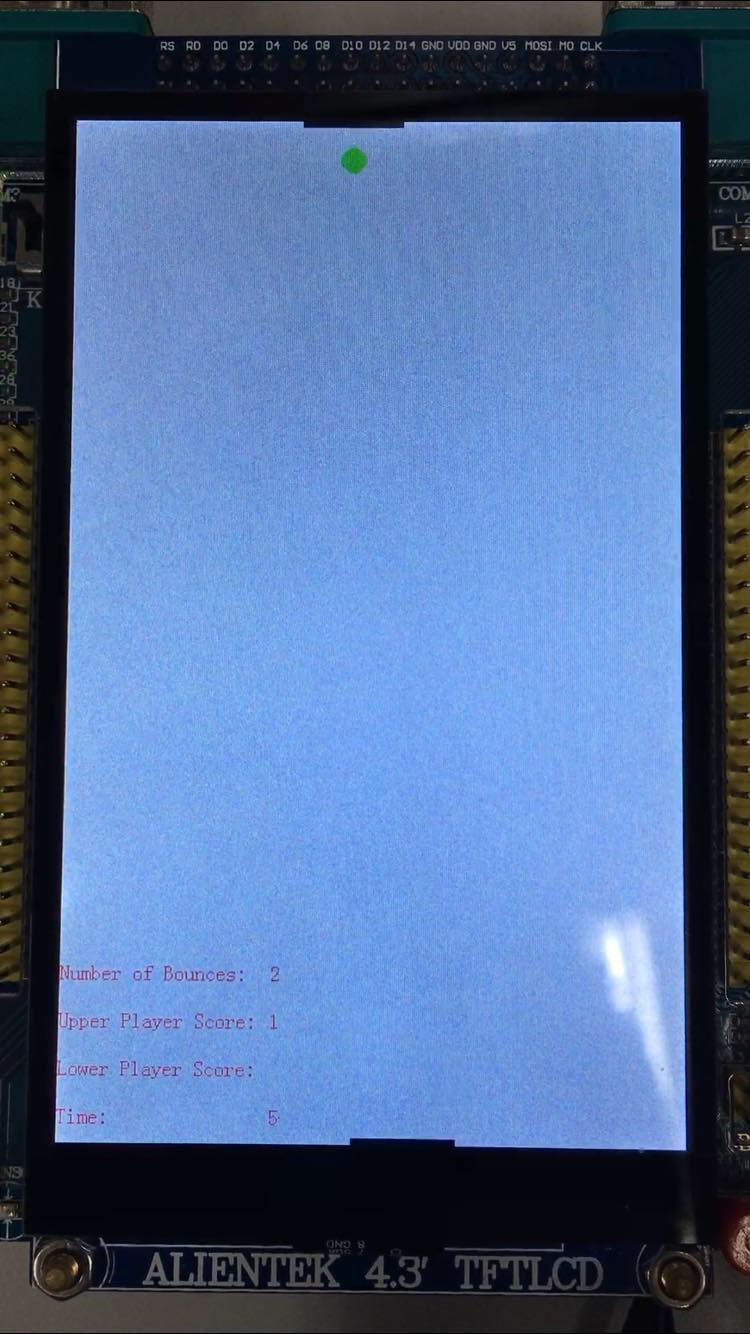 RS RD D0 D2 D4 D6 D8 D10 D12 D14 GND VDD GND V5 MOSI MO CLK
COM
K
Number of Bounces: 2
Upper Player Score: 1
Lower Player Score:
Time: 5
ALIENTEK 4.3' TFTLCD